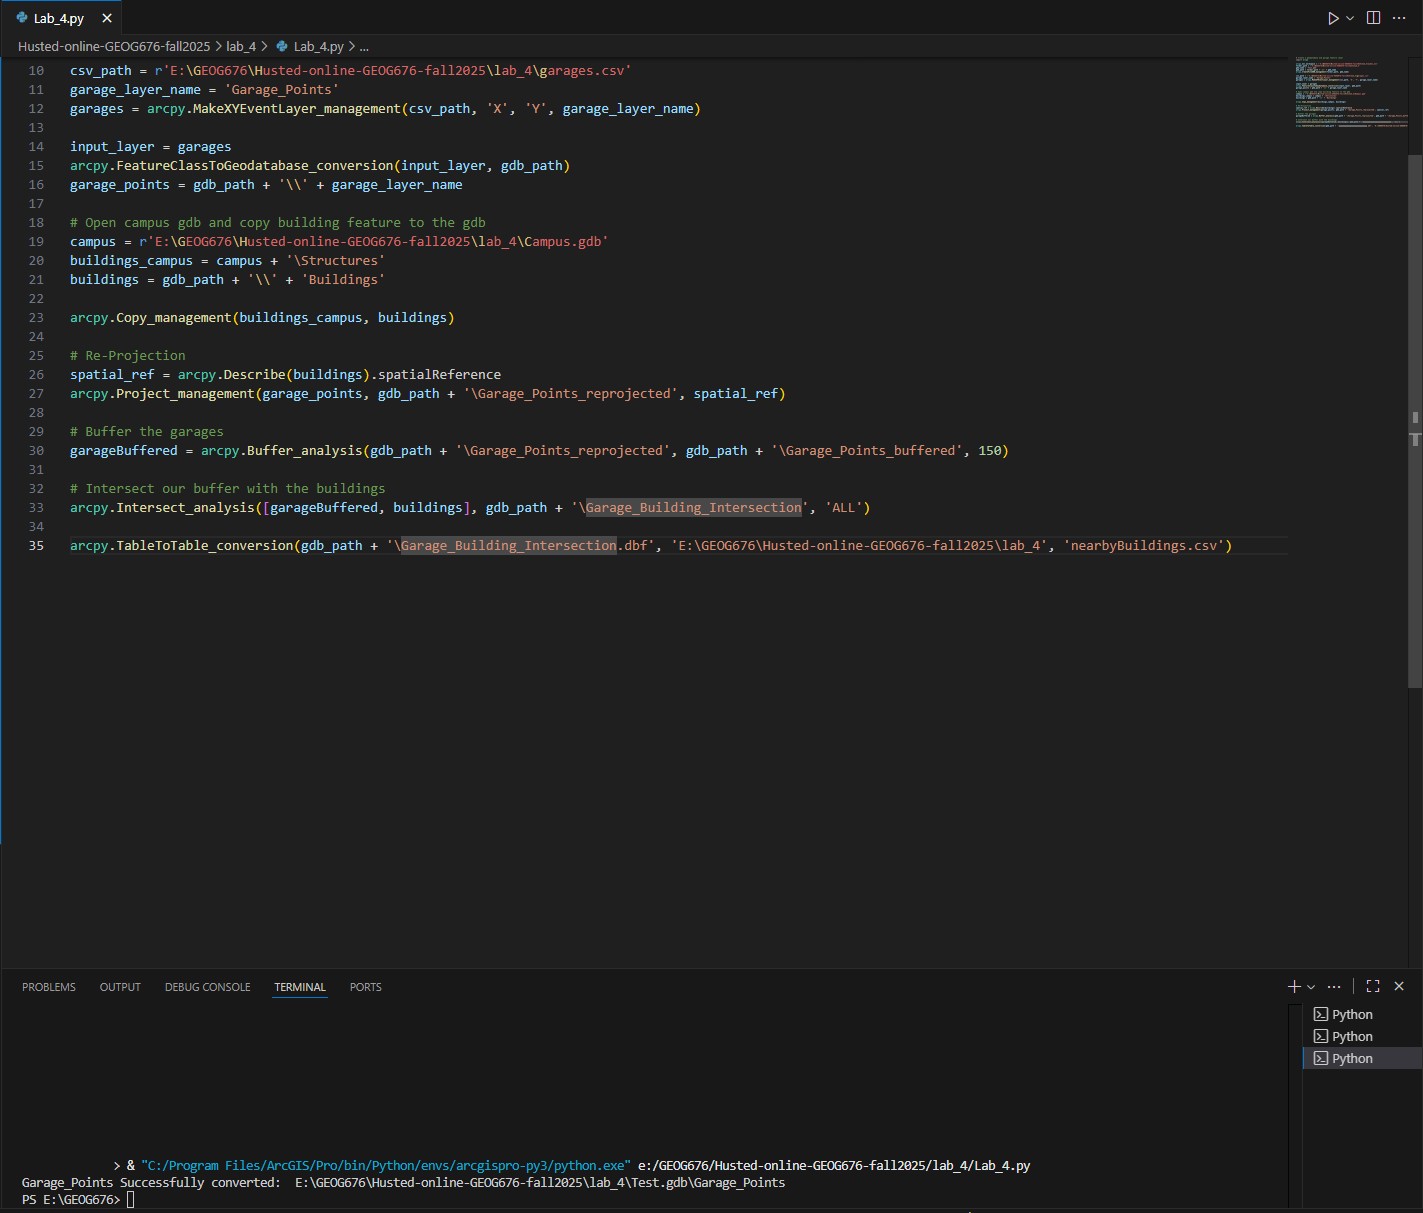 Lab_4.py
Husted-online-GEOG676-fall2025 > lab_4 > Lab_4.py > ...
10 csv_path = r'E:\GEOG676\Husted-online-GEOG676-fall2025\lab_4\garages.csv'
11 garage_layer_name = 'Garage_Points'
12 garages = arcpy.MakeXYEventLayer_management(csv_path, 'X', 'Y', garage_layer_name)
13
14 input_layer = garages
15 arcpy.FeatureClassToGeodatabase_conversion(input_layer, gdb_path)
16 garage_points = gdb_path + '\\' + garage_layer_name
17
18 # Open campus gdb and copy building feature to the gdb
19 campus = r'E:\GEOG676\Husted-online-GEOG676-fall2025\lab_4\Campus.gdb'
20 buildings_campus = campus + '\Structures'
21 buildings = gdb_path + '\\' + 'Buildings'
22
23 arcpy.Copy_management(buildings_campus, buildings)
24
25 # Re-Projection
26 spatial_ref = arcpy.Describe(buildings).spatialReference
27 arcpy.Project_management(garage_points, gdb_path + '\Garage_Points_reprojected', spatial_ref)
28
29 # Buffer the garages
30 garageBuffered = arcpy.Buffer_analysis(gdb_path + '\Garage_Points_reprojected', gdb_path + '\Garage_Points_buffered', 150)
31
32 # Intersect our buffer with the buildings
33 arcpy.Intersect_analysis([garageBuffered, buildings], gdb_path + '\Garage_Building_Intersection', 'ALL')
34
35 arcpy.TableToTable_conversion(gdb_path + '\Garage_Building_Intersection.dbf', 'E:\GEOG676\Husted-online-GEOG676-fall2025\lab_4', 'nearbyBuildings.csv')
PROBLEMS OUTPUT DEBUG CONSOLE TERMINAL PORTS
Python
Python
Python
> & "C:/Program Files/ArcGIS/Pro/bin/Python/envs/arcgispro-py3/python.exe" e:/GEOG676/Husted-online-GEOG676-fall2025/lab_4/Lab_4.py
Garage_Points Successfully converted:  E:\GEOG676\Husted-online-GEOG676-fall2025\lab_4\Test.gdb\Garage_Points
PS E:\GEOG676>